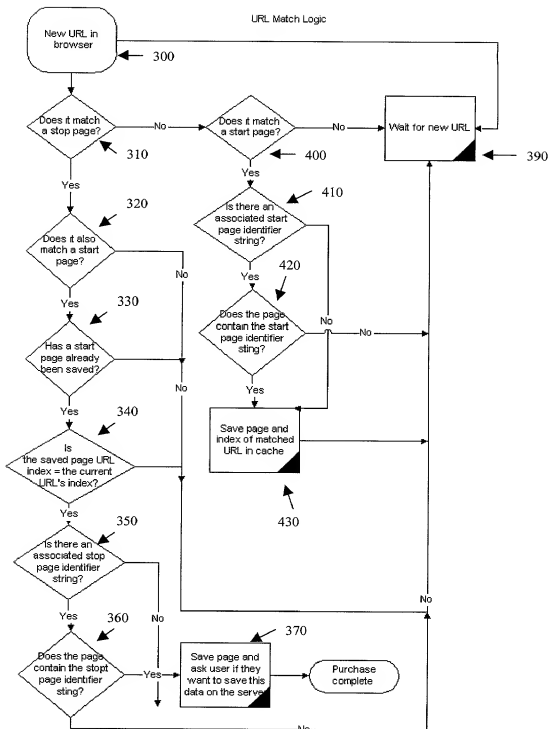 URL Match Logic
New URL in
browser
300
Does it match
a stop page?
310
No
Does it match
a start page?
400
No
Wait for new URL
390
Yes
Yes
320
410
Does it also
match a start
page?
No
Is there an
associated start
page identifier
string?
Yes
330
Yes
420
Has a start
page already
been saved?
No
Does the page
contain the start
page identifier
sting?
No
No
Yes
340
Yes
Is
the saved page URL
index = the current
URL's index?
Save page and
index of matched
URL in cache
430
Yes
350
Is there an
associated stop
page identifier
string?
No
Yes
No
360
370
Does the page
contain the stopt
page identifier
sting?
Yes
Save page and
ask user if they
want to save this
data on the server
Purchase
complete
No